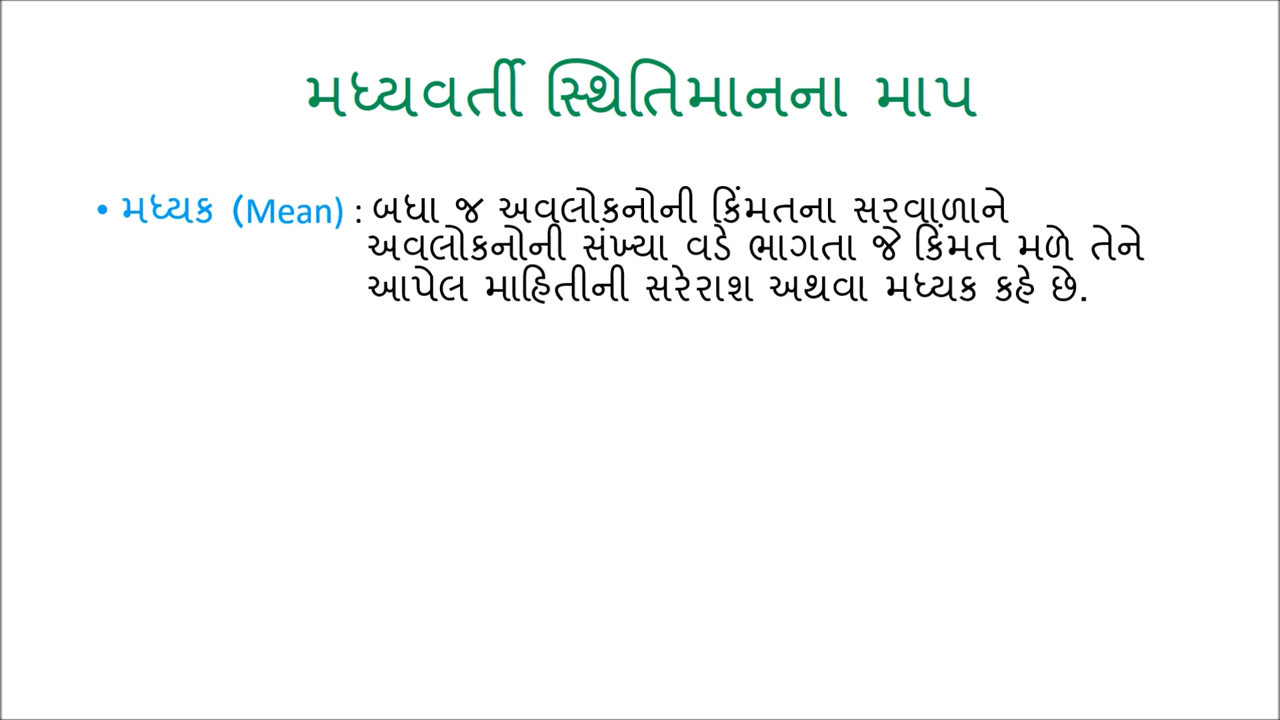 મધ્યવર્તી સ્થિતિમાનના માપ
• મધ્યક (Mean) : બધા જ અવલોકનોની કિંમતના સરવાળાને
અવલોકનોની સંખ્યા વડે ભાગતા જે કિંમત મળે તેને
આપેલ માહિતીની સરેરાશ અથવા મધ્યક કહે છે.